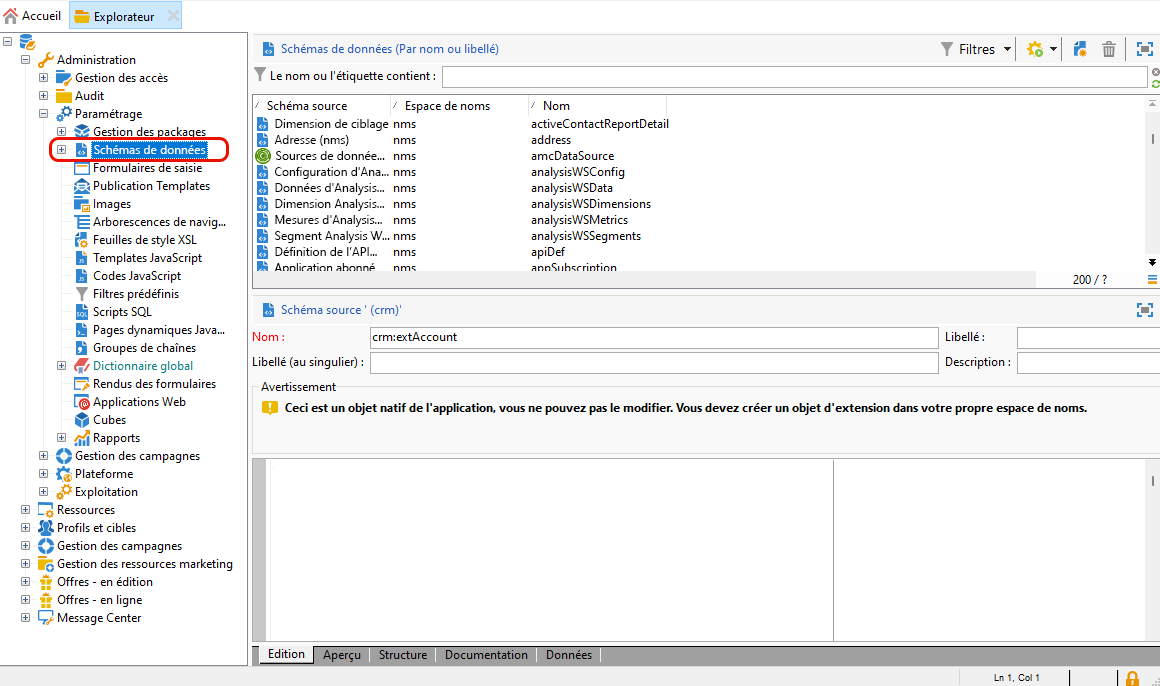 Accueil
Explorateur
Administration
Gestion des accès
Audit
Paramétrage
Gestion des packages
Schémas de données
Formulaires de saisie
Publication Templates
Images
Arborescences de navig...
Feuilles de style XSL
Templates JavaScript
Codes JavaScript
Filtres prédéfinis
Scripts SQL
Pages dynamiques Java...
Groupes de chaînes
Dictionnaire global
Rendus des formulaires
Applications Web
Cubes
Rapports
Gestion des campagnes
Plateforme
Exploitation
Ressources
Profils et cibles
Gestion des campagnes
Gestion des ressources marketing
Offres - en édition
Offres - en ligne
Message Center
Schémas de données (Par nom ou libellé)
Filtres
Le nom ou l'étiquette contient :
Schéma source Espace de noms Nom
Dimension de ciblage nms activeContactReportDetail
Adresse (nms) nms address
Sources de donnée... nms amcDataSource
Configuration d'Ana... nms analysisWSConfig
Données d'Analysis... nms analysisWSData
Dimension Analysis... nms analysisWSDimensions
Mesures d'Analysis... nms analysisWSMetrics
Segment Analysis W... nms analysisWSSegments
Définition de l'API... nms apiDef
Application abonné nms appSubscription
200 / ?
Schéma source ' (crm)'
Nom : crm:extAccount Libellé :
Libellé (au singulier) : Description :
Avertissement
Ceci est un objet natif de l'application, vous ne pouvez pas le modifier. Vous devez créer un objet d'extension dans votre propre espace de noms.
Edition Aperçu Structure Documentation Données
Ln 1, Col 1